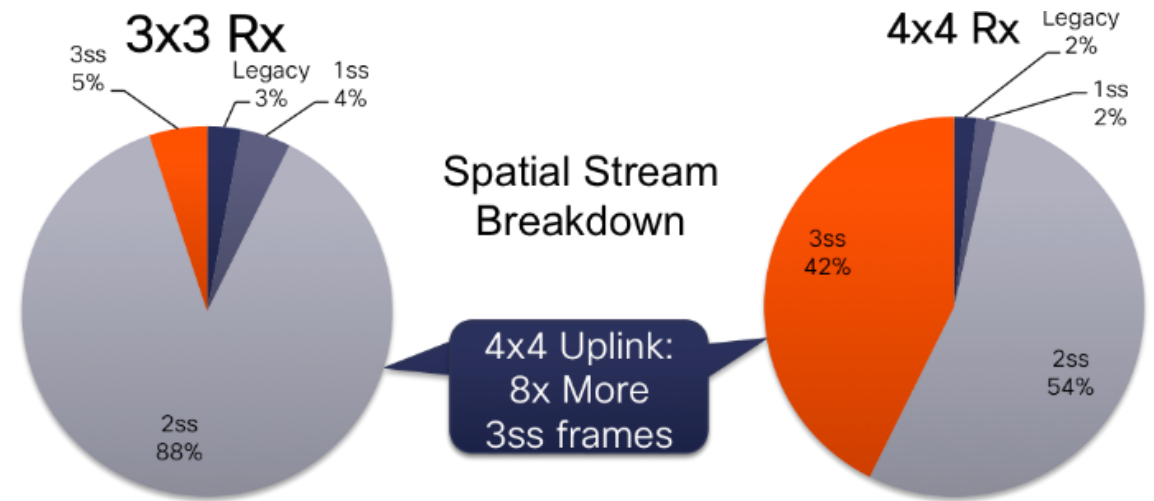 3x3 Rx
3ss
5%
Legacy
3%
1ss
4%
2ss
88%
Spatial Stream
Breakdown
4x4 Uplink:
8x More
3ss frames
4x4 Rx
Legacy
2%
1ss
2%
3ss
42%
2ss
54%